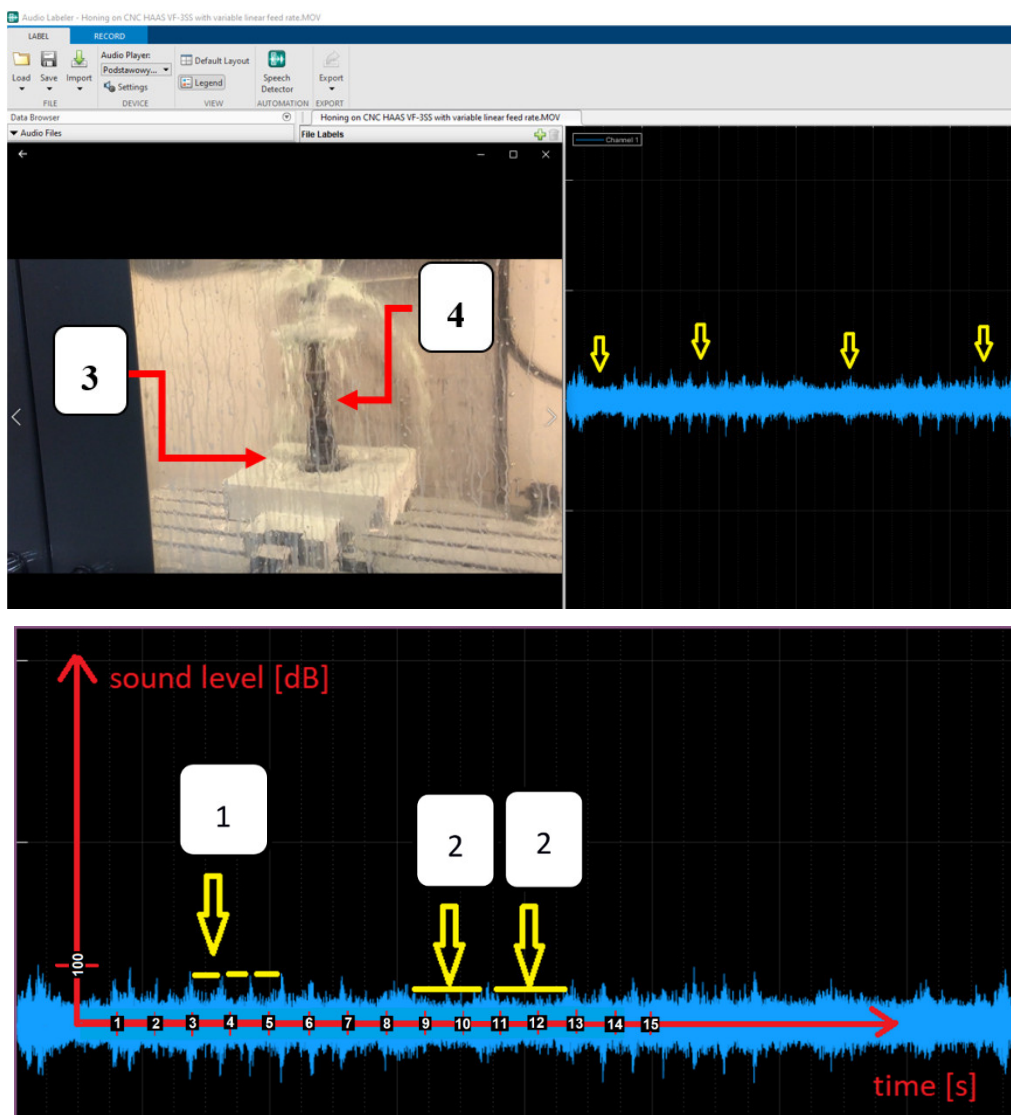 Audio Labeler - Honing on CNC HAAS VF-3SS with variable linear feed rate.MOV
LABEL RECORD
Audio Player:
Podstawowy...
Settings
Load Save Import
Default Layout
Legend
Speech
Detector
Export
FILE DEVICE VIEW AUTOMATION EXPORT
Data Browser
Honing on CNC HAAS VF-3SS with variable linear feed rate.MOV
Audio Files
File Labels
Channel 1
4
3
sound level [dB]
1
2 2
100
1 2 3 4 5 6 7 8 9 10 11 12 13 14 15
time [s]